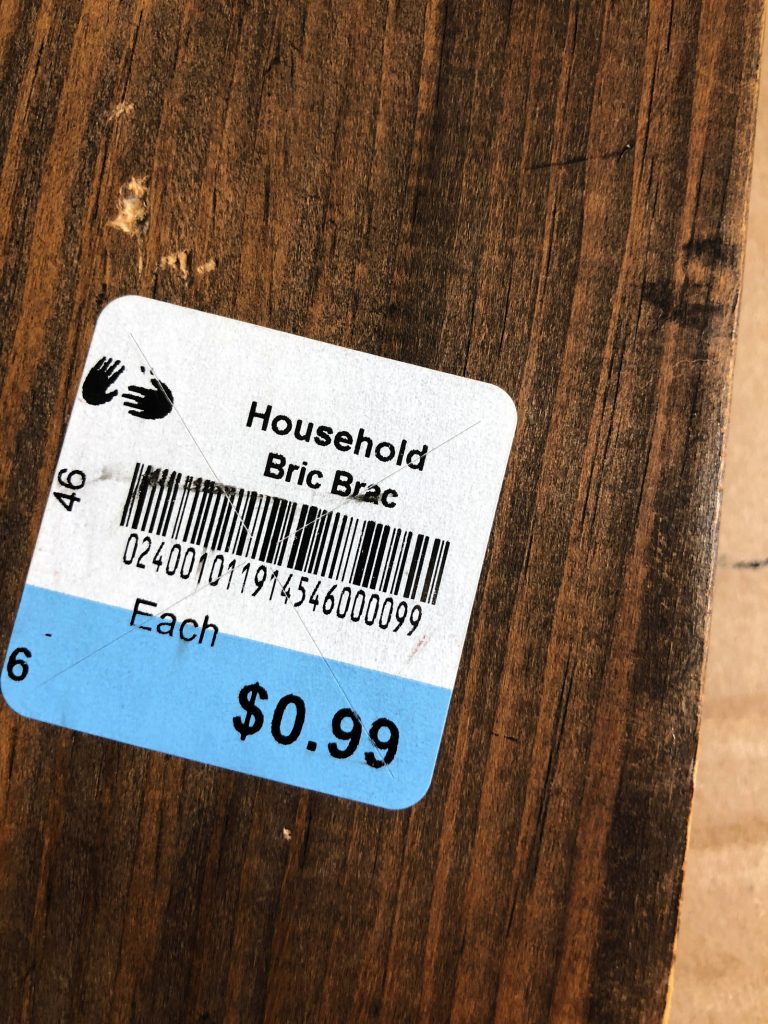 Household
Bric Brac
46
024001011914546000099
Each
6
$0.99